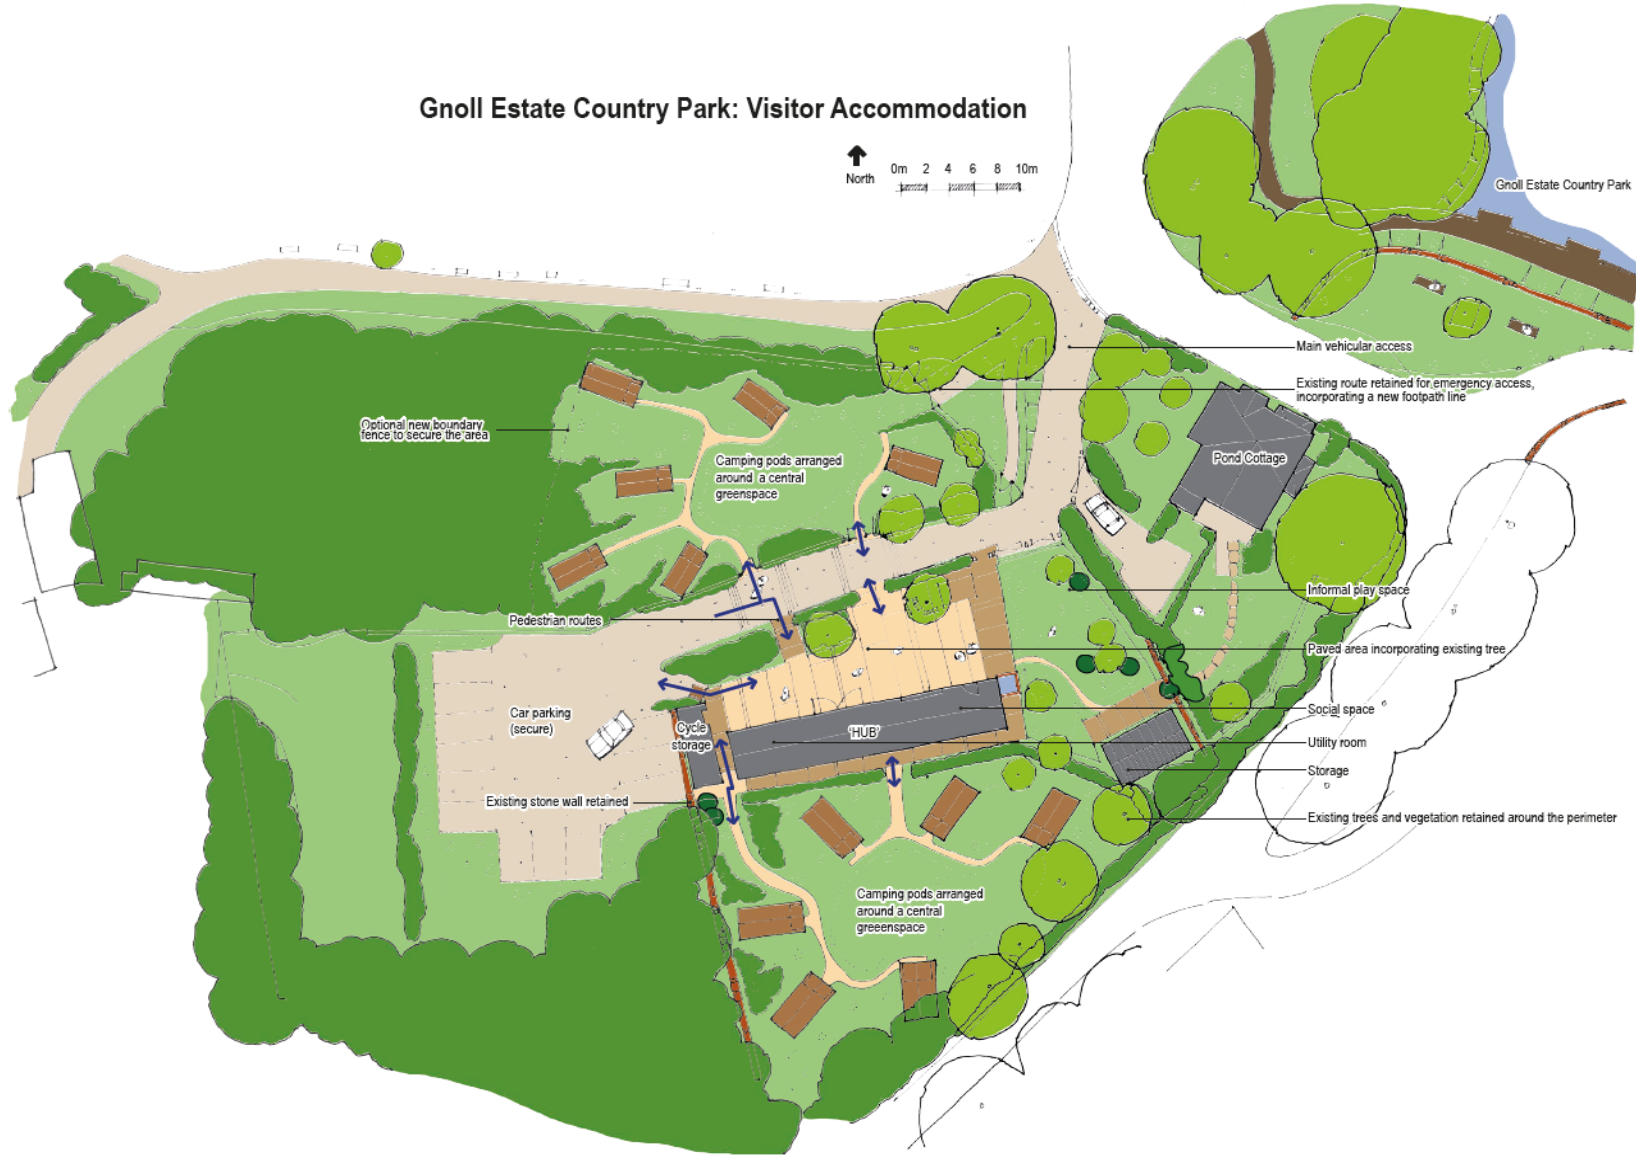 Gnoll Estate Country Park: Visitor Accommodation
North
0m 2 4 6 8 10m
Gnoll Estate Country Park
Main vehicular access
Existing route retained for emergency access,
incorporating a new footpath line
Optional new boundary
fence to secure the area
Camping pods arranged
around a central
greenspace
Pond Cottage
Informal play space
Pedestrian routes
Paved area incorporating existing tree
Car parking
(secure)
Cycle
storage
'HUB'
Social space
Utility room
Storage
Existing stone wall retained
Existing trees and vegetation retained around the perimeter
Camping pods arranged
around a central
greeenspace